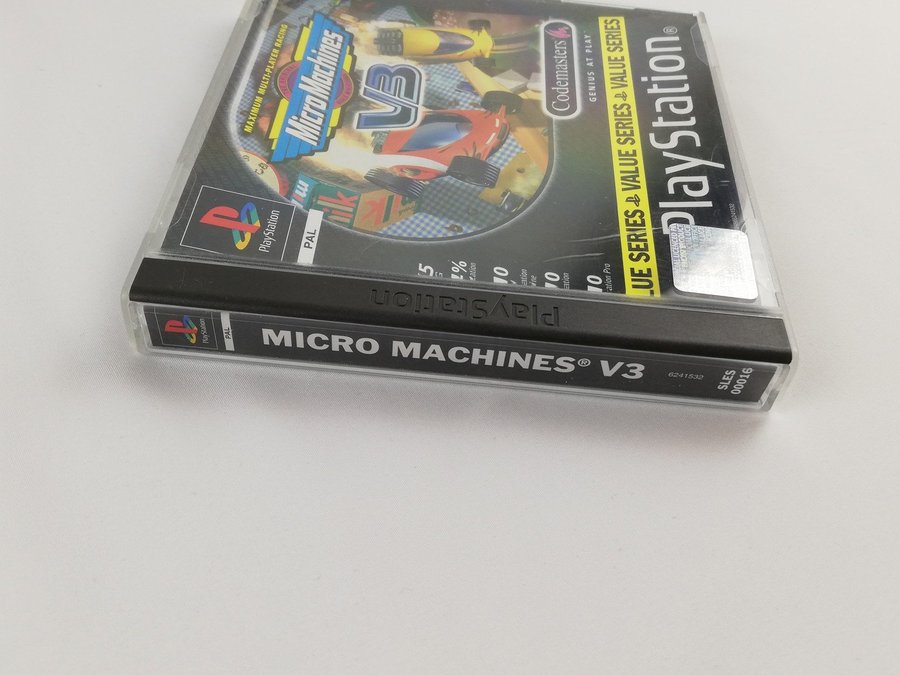 MAXIMUM MULTI-PLAYER RACING
MicroMachines
V3
Codemasters
GENIUS AT PLAY™
VALUE SERIES VALUE SERIES
UE SERIES
PlayStation®
PlayStation
PAL
PlayStation
PlayStation
PAL
MICRO MACHINES® V3
6241532
SLES
00016